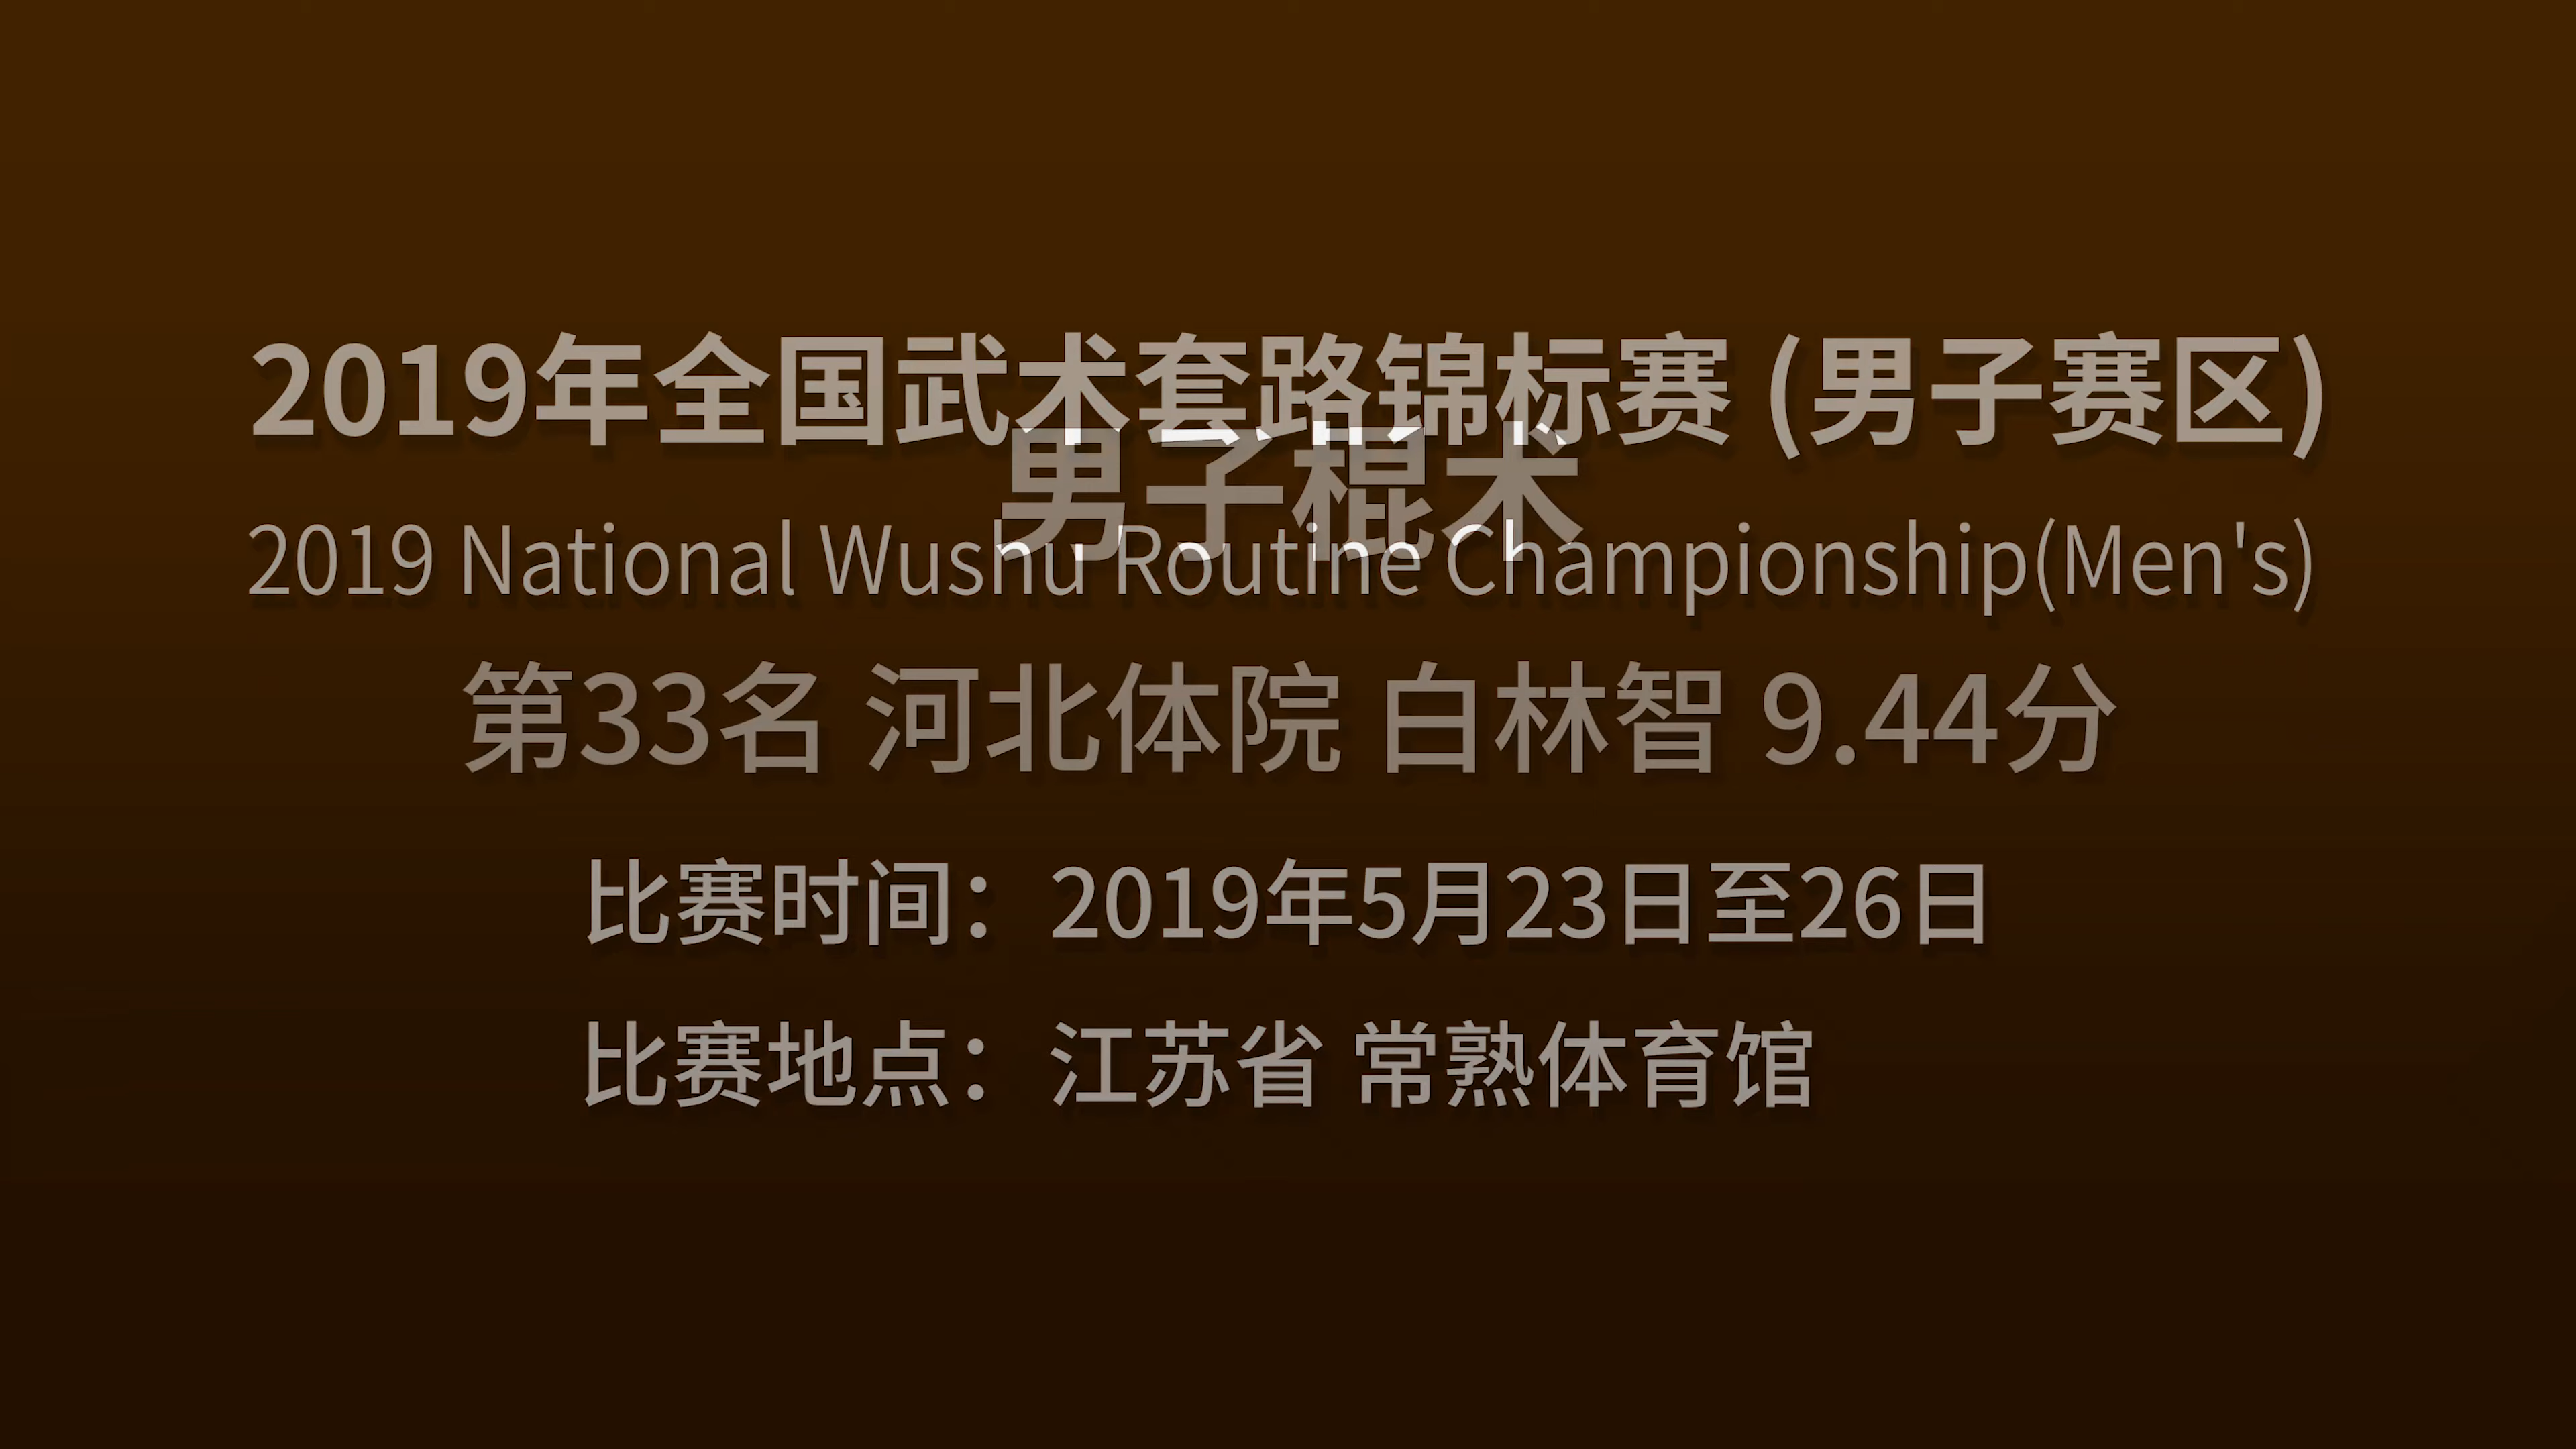 2019年全国武术套路锦标赛 (男子赛区)
男子棍术
2019 National Wushu Routine Championship(Men's)
第33名 河北体院 白林智 9.44分
比赛时间：2019年5月23日至26日
比赛地点：江苏省 常熟体育馆